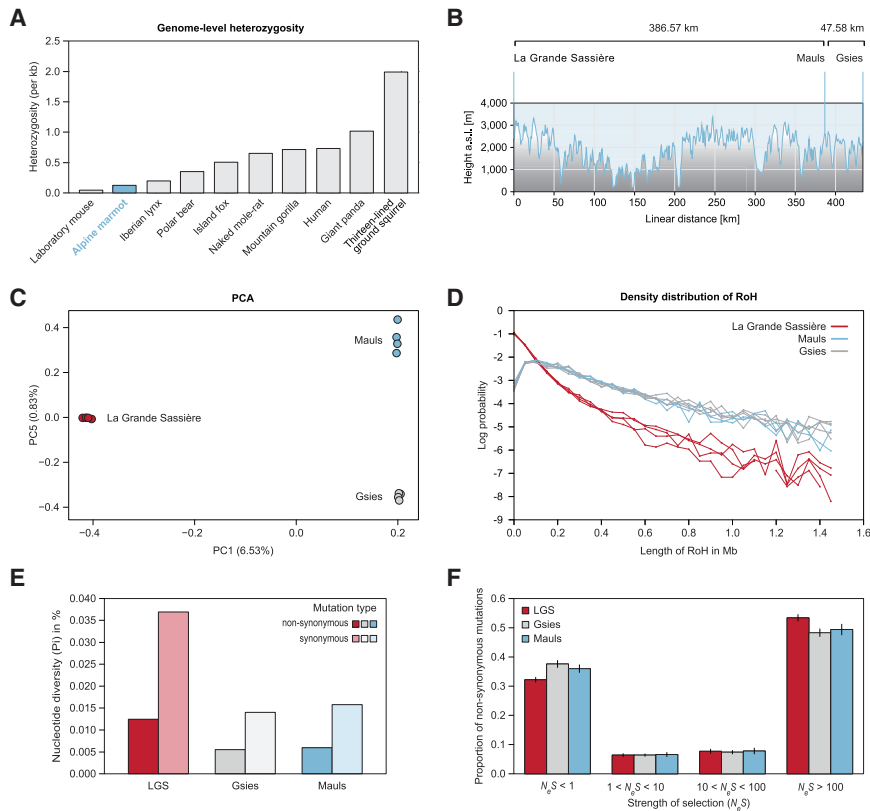 A
Genome-level heterozygosity
Heterozygosity (per kb)
2.5
2.0
1.5
1.0
0.5
0.0
Laboratory mouse
Alpine marmot
Iberian lynx
Polar bear
Island fox
Naked mole-rat
Mountain gorilla
Human
Giant panda
Thirteen-lined
ground squirrel
B
386.57 km
47.58 km
La Grande Sassière
Mauls
Gsies
Height a.s.l. [m]
4,000
3,000
2,000
1,000
0
0 50 100 150 200 250 300 350 400
Linear distance [km]
C
PCA
PC5 (0.83%)
0.4
0.2
0.0
−0.2
−0.4
Mauls
La Grande Sassière
Gsies
−0.4 −0.2 0.0 0.2
PC1 (6.53%)
D
Density distribution of RoH
Log probability
0
-1
-2
-3
-4
-5
-6
-7
-8
-9
La Grande Sassière
Mauls
Gsies
0.0 0.2 0.4 0.6 0.8 1.0 1.2 1.4 1.6
Length of RoH in Mb
E
Nucleotide diversity (Pi) in %
0.040
0.035
0.030
0.025
0.020
0.015
0.010
0.005
0.000
Mutation type
non-synonymous
synonymous
LGS Gsies Mauls
F
Proportion of non-synonymous mutations
0.6
0.5
0.4
0.3
0.2
0.1
0.0
LGS
Gsies
Mauls
NeS < 1
1 < NeS < 10
10 < NeS < 100
NeS > 100
Strength of selection (NeS)